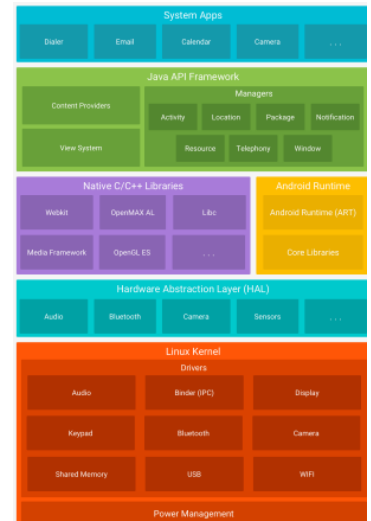 System Apps
Dialer Email Calendar Camera . . .
Java API Framework
Content Providers
View System
Managers
Activity Location Package Notification
Resource Telephony Window
Native C/C++ Libraries
Webkit OpenMAX AL Libc
Media Framework OpenGL ES . . .
Android Runtime
Android Runtime (ART)
Core Libraries
Hardware Abstraction Layer (HAL)
Audio Bluetooth Camera Sensors . . .
Linux Kernel
Drivers
Audio Binder (IPC) Display
Keypad Bluetooth Camera
Shared Memory USB WIFI
Power Management